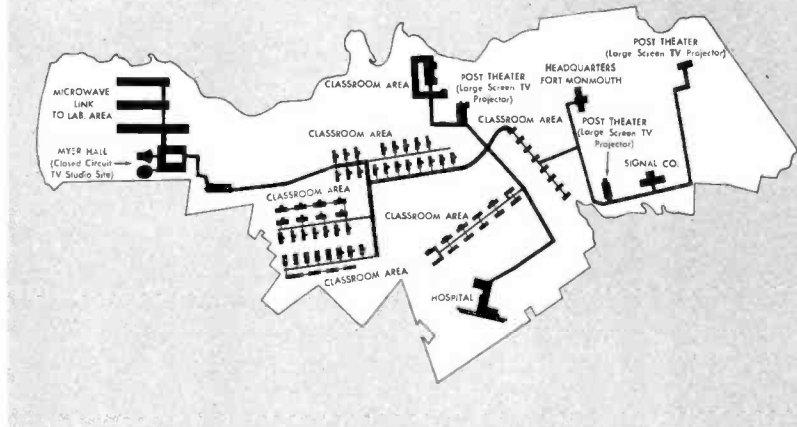 MICROWAVE
LINK
TO LAB. AREA
MYER HALL
(Closed Circuit
TV Studio Site)
CLASSROOM AREA
POST THEATER
(Large Screen TV
Projector)
HEADQUARTERS
FORT MONMOUTH
POST THEATER
(Large Screen TV Projector)
CLASSROOM AREA
CLASSROOM AREA
POST THEATER
(Large Screen TV
Projector)
SIGNAL CO.
CLASSROOM AREA
CLASSROOM AREA
CLASSROOM AREA
HOSPITAL